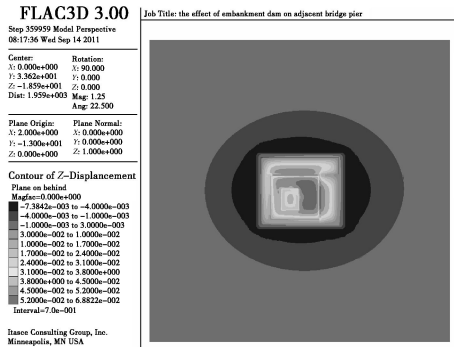 FLAC3D 3.00
Step 359959 Model Perspective
08:17:36 Wed Sep 14 2011
Center:
X: 0.000e+000
Y: 3.362e+001
Z: -1.859e+001
Dist: 1.959e+003
Rotation:
X: 90.000
Y: 0.000
Z: 0.000
Mag: 1.25
Ang: 22.500
Plane Origin:
X: 2.000e+000
Y: -1.300e+001
Z: 0.000e+000
Plane Normal:
X: 0.000e+000
Y: 0.000e+000
Z: 1.000e+000
Contour of Z-Displacement
Plane on behind
Magfac=0.000e+000
-7.3842e-003 to -4.0000e-003
-4.0000e-003 to -1.0000e-003
-1.0000e-003 to 3.0000e-003
3.0000e-002 to 1.0000e-002
1.0000e-002 to 1.7000e-002
1.7000e-002 to 2.4000e-002
2.4000e-002 to 3.1000e-002
3.1000e-002 to 3.8000e+000
3.8000e+000 to 4.5000e-002
4.5000e-002 to 5.2000e-002
5.2000e-002 to 6.8822e-002
Interval=7.0e-001
Itasce Consulting Group, Inc.
Minneapolis, MN USA
Job Title: the effect of embankment dam on adjacent bridge pier